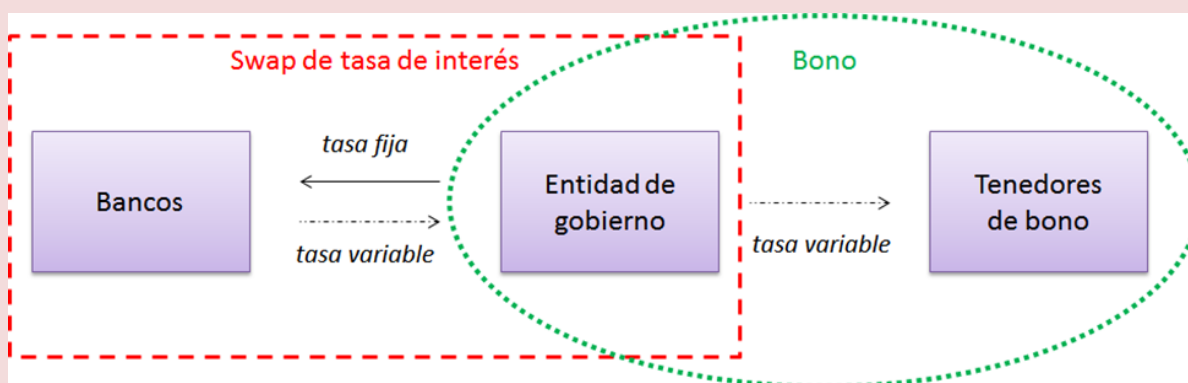 Swap de tasa de interés
Bono
tasa fija
Bancos
tasa variable
Entidad de
gobierno
tasa variable
Tenedores
de bono